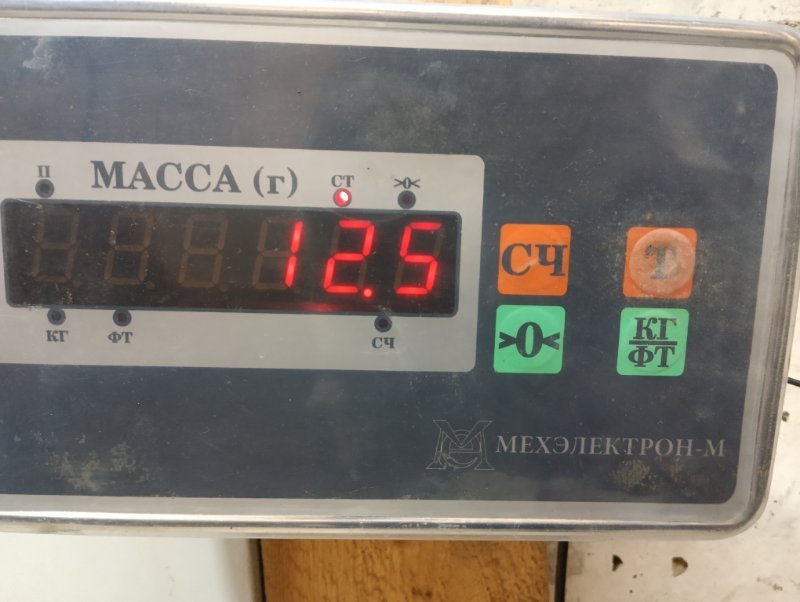 П
МАССА (г)
СТ
>0<
12.5
КГ
ФТ
СЧ
СЧ
Т
>0<
КГ
ФТ
МЕХЭЛЕКТРОН-М